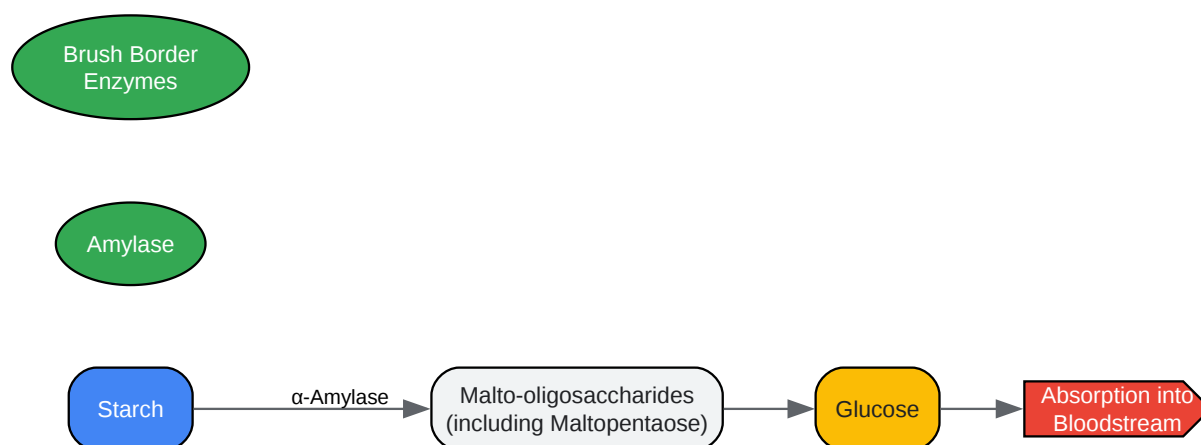 Brush Border
Enzymes
Amylase
Starch
α-Amylase
Malto-oligosaccharides
(including Maltopentaose)
Glucose
Absorption into
Bloodstream